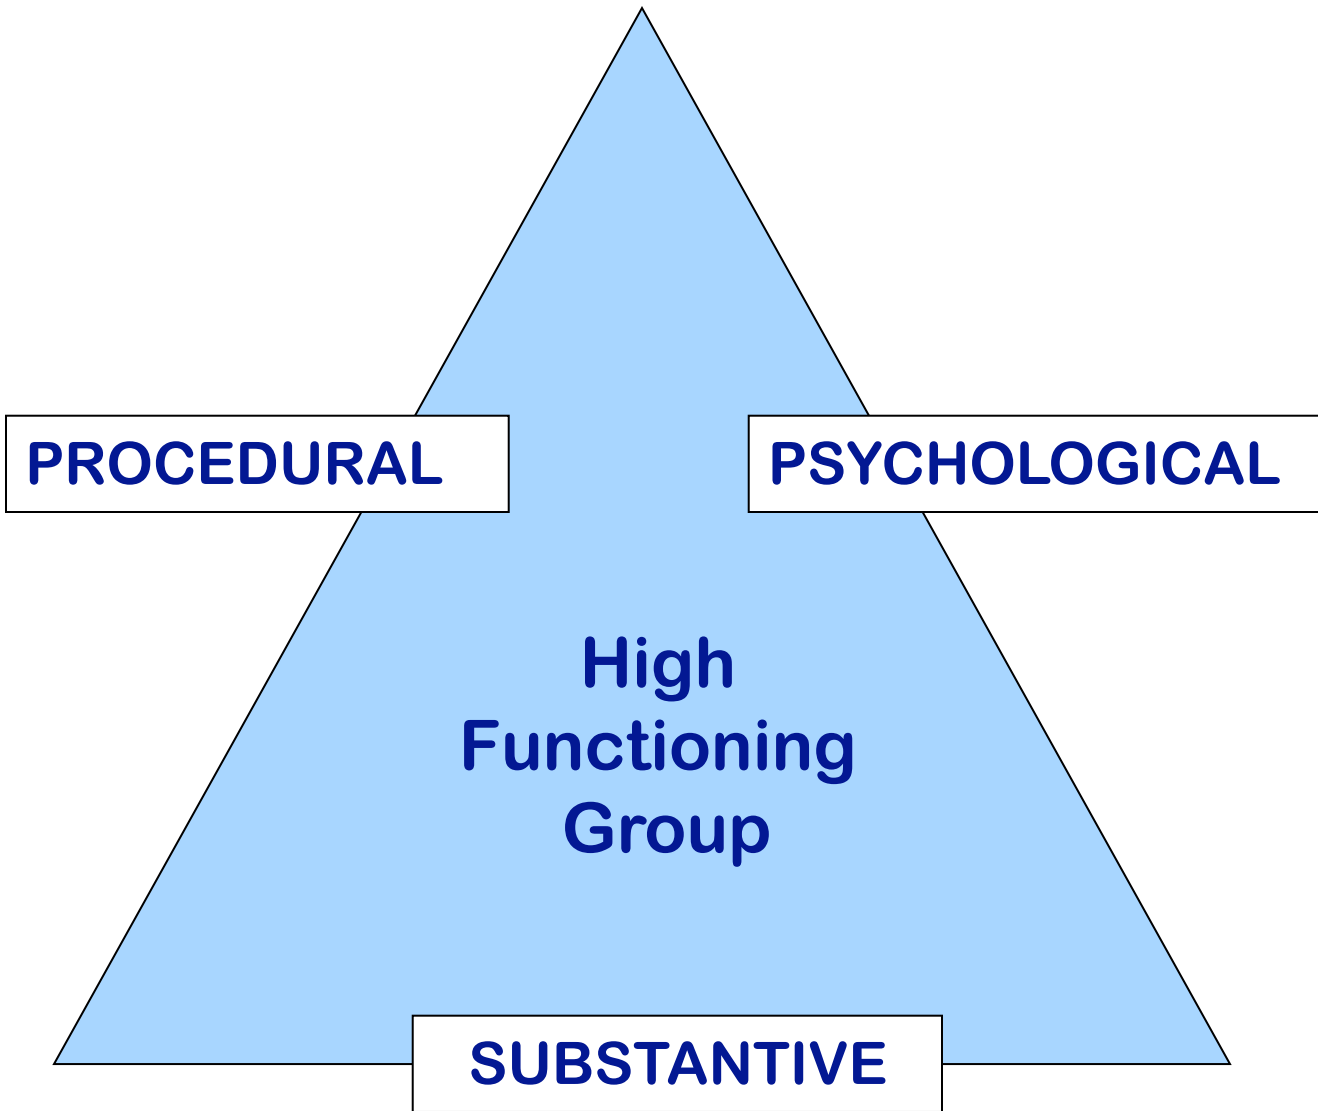 PROCEDURAL
PSYCHOLOGICAL
High
Functioning
Group
SUBSTANTIVE